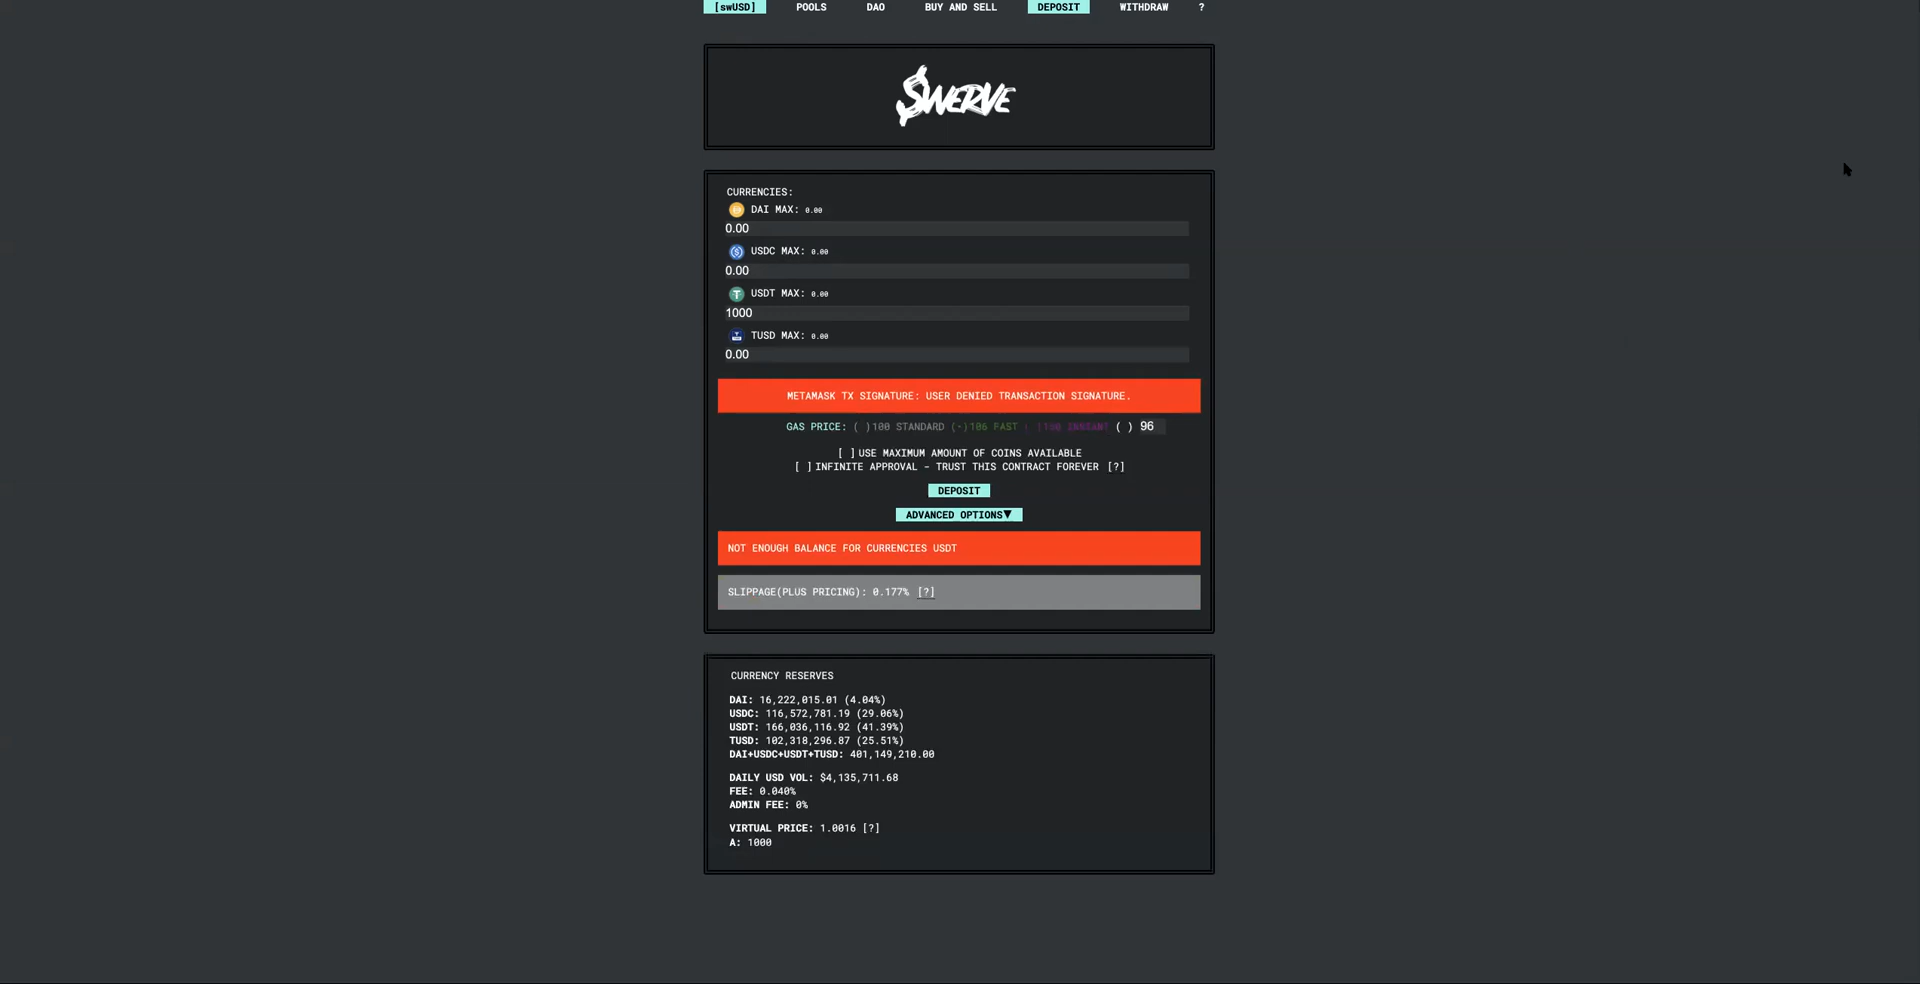 [swUSD] POOLS DAO BUY AND SELL DEPOSIT WITHDRAW ?
SWERVE
CURRENCIES:
DAI MAX: 0.00
0.00
USDC MAX: 0.00
0.00
USDT MAX: 0.00
1000
TUSD MAX: 0.00
0.00
METAMASK TX SIGNATURE: USER DENIED TRANSACTION SIGNATURE.
GAS PRICE: ( )100 STANDARD (-)106 FAST INSTANT ( ) 96
[ ]USE MAXIMUM AMOUNT OF COINS AVAILABLE
[ ]INFINITE APPROVAL - TRUST THIS CONTRACT FOREVER [?]
DEPOSIT
ADVANCED OPTIONS▼
NOT ENOUGH BALANCE FOR CURRENCIES USDT
SLIPPAGE(PLUS PRICING): 0.177% [?]
CURRENCY RESERVES
DAI: 16,222,015.01 (4.04%)
USDC: 116,572,781.19 (29.06%)
USDT: 166,036,116.92 (41.39%)
TUSD: 102,318,296.87 (25.51%)
DAI+USDC+USDT+TUSD: 401,149,210.00
DAILY USD VOL: $4,135,711.68
FEE: 0.040%
ADMIN FEE: 0%
VIRTUAL PRICE: 1.0016 [?]
A: 1000